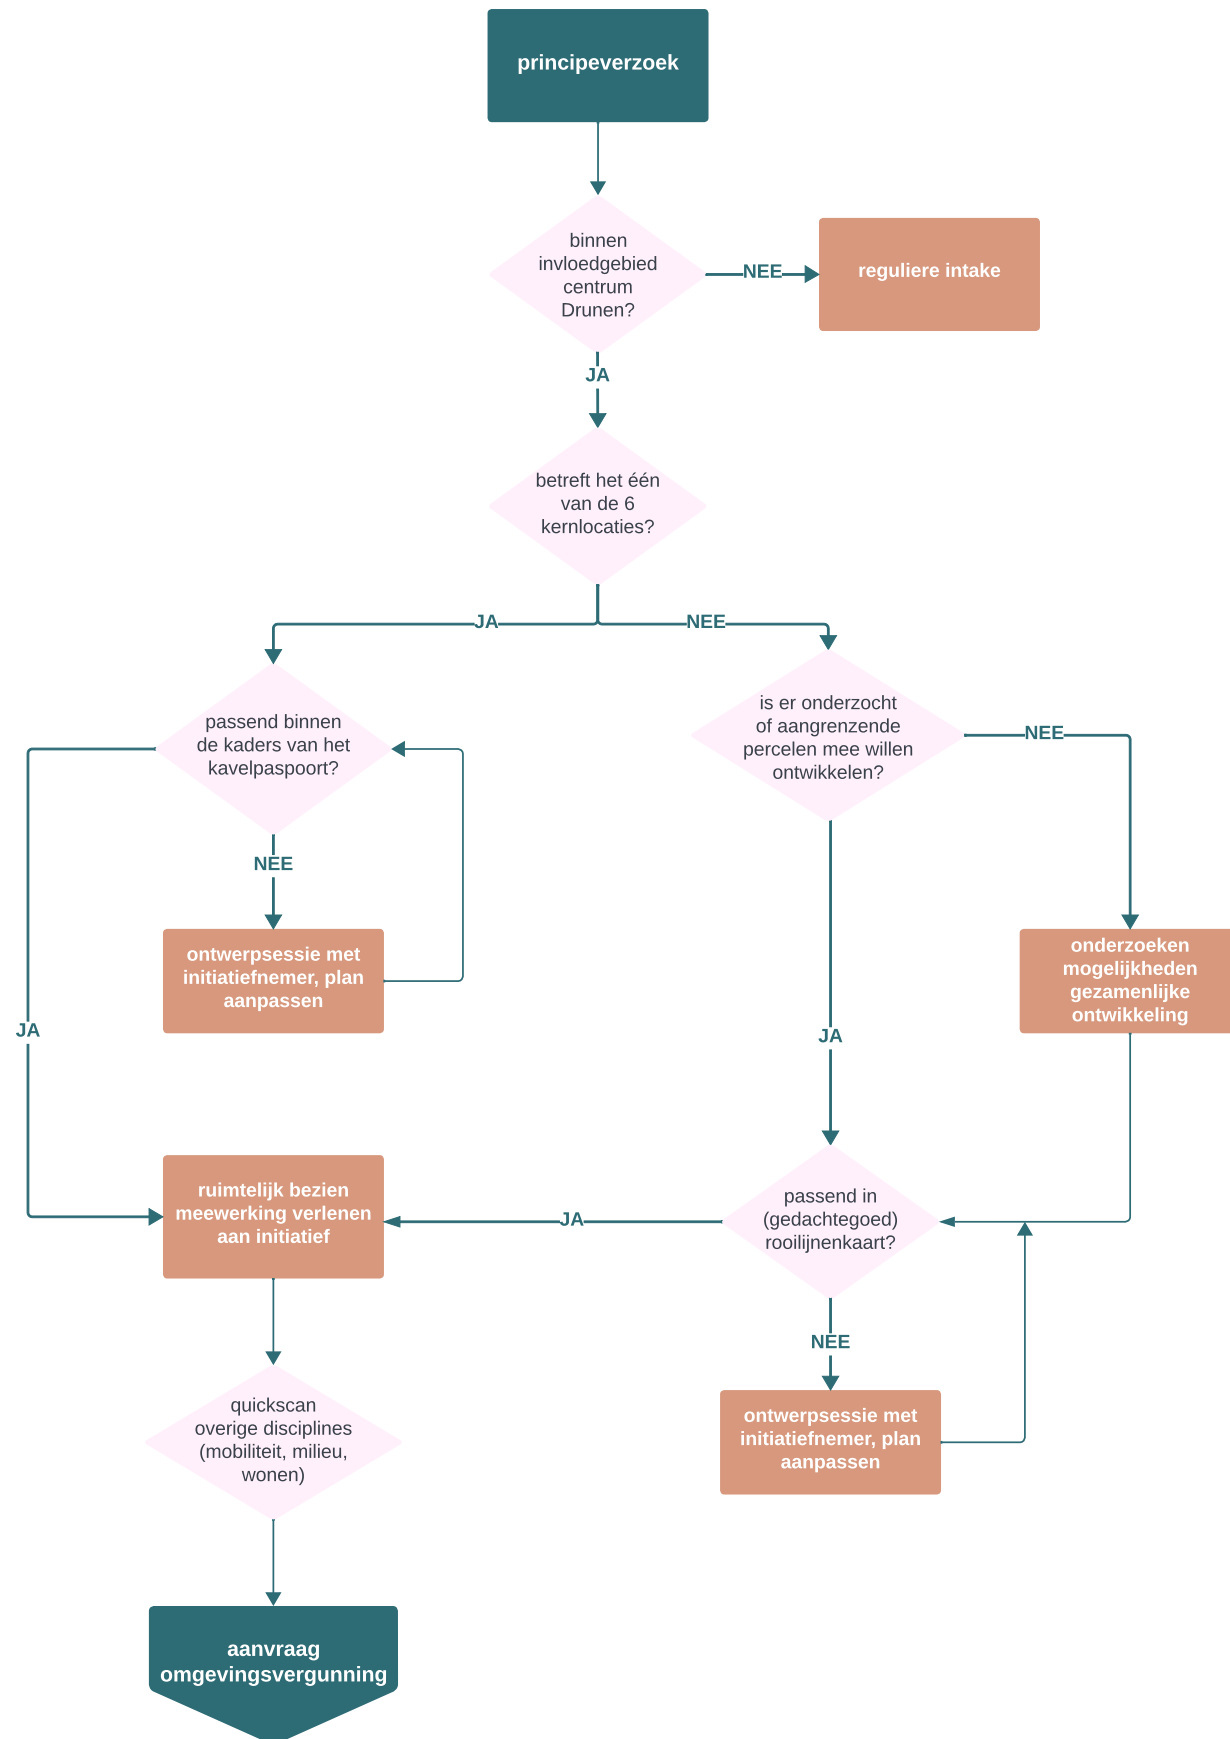 principeverzoek
binnen
invloedgebied
centrum
Drunen?
NEE
reguliere intake
JA
betreft het één
van de 6
kernlocaties?
JA
NEE
passend binnen
de kaders van het
kavelpaspoort?
is er onderzocht
of aangrenzende
percelen mee willen
ontwikkelen?
NEE
NEE
ontwerpsessie met
initiatiefnemer, plan
aanpassen
onderzoeken
mogelijkheden
gezamenlijke
ontwikkeling
JA
JA
ruimtelijk bezien
meewerking verlenen
aan initiatief
JA
passend in
(gedachtegoed)
rooilijnenkaart?
NEE
quickscan
overige disciplines
(mobiliteit, milieu,
wonen)
ontwerpsessie met
initiatiefnemer, plan
aanpassen
aanvraag
omgevingsvergunning